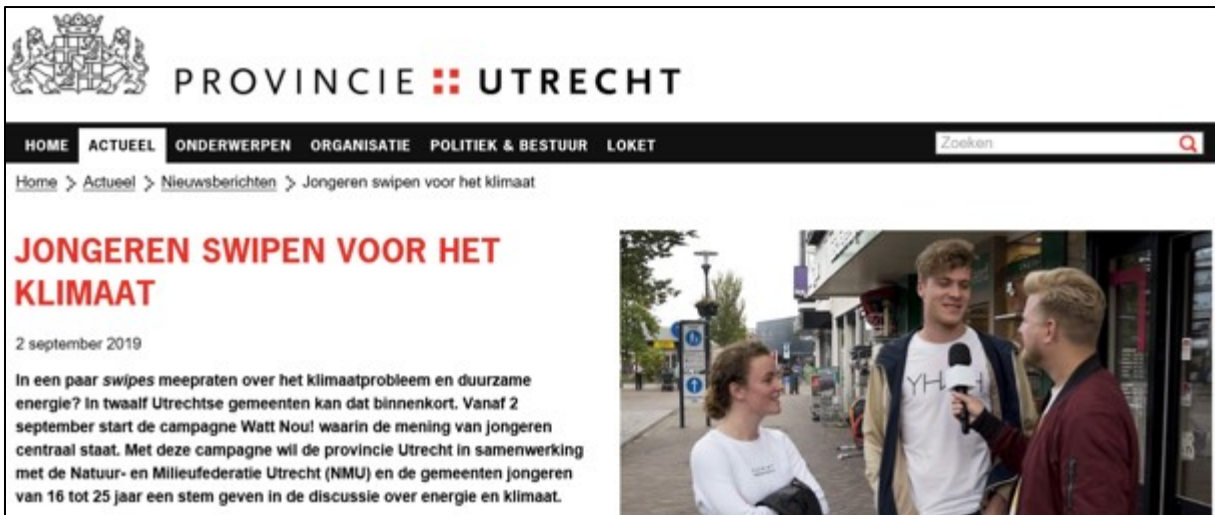 PROVINCIE UTRECHT
HOME ACTUEEL ONDERWERPEN ORGANISATIE POLITIEK & BESTUUR LOKET Zoeken
Home > Actueel > Nieuwsberichten > Jongeren swipen voor het klimaat
JONGEREN SWIPEN VOOR HET
KLIMAAT
2 september 2019
In een paar swipes meepraten over het klimaatprobleem en duurzame
energie? In twaalf Utrechtse gemeenten kan dat binnenkort. Vanaf 2
september start de campagne Watt Nou! waarin de mening van jongeren
centraal staat. Met deze campagne wil de provincie Utrecht in samenwerking
met de Natuur- en Milieufederatie Utrecht (NMU) en de gemeenten jongeren
van 16 tot 25 jaar een stem geven in de discussie over energie en klimaat.